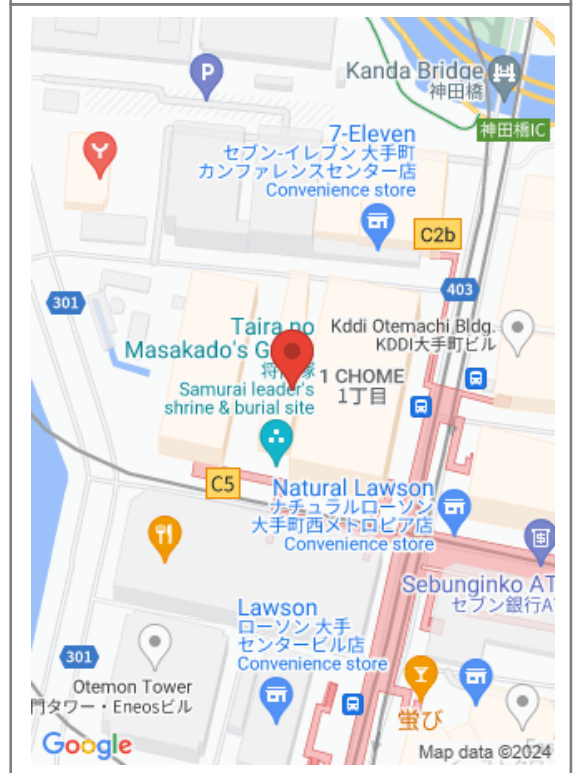 Kanda Bridge
神田橋
神田橋IC
P
7-Eleven
セブン-イレブン 大手町
カンファレンスセンター店
Convenience store
C2b
403
301
Taira no
Masakado's G
Samurai leader's
shrine & burial site
Kddi Otemachi Bldg.
KDDI大手町ビル
1 CHOME
1丁目
C5
Natural Lawson
ナチュラルローソン
大手町西メトロピア店
Convenience store
Sebunginko AT
セブン銀行A
Lawson
ローソン 大手
センタービル店
Convenience store
301
Otemon Tower
門タワー・Eneosビル
蛍び
Google
Map data ©2024